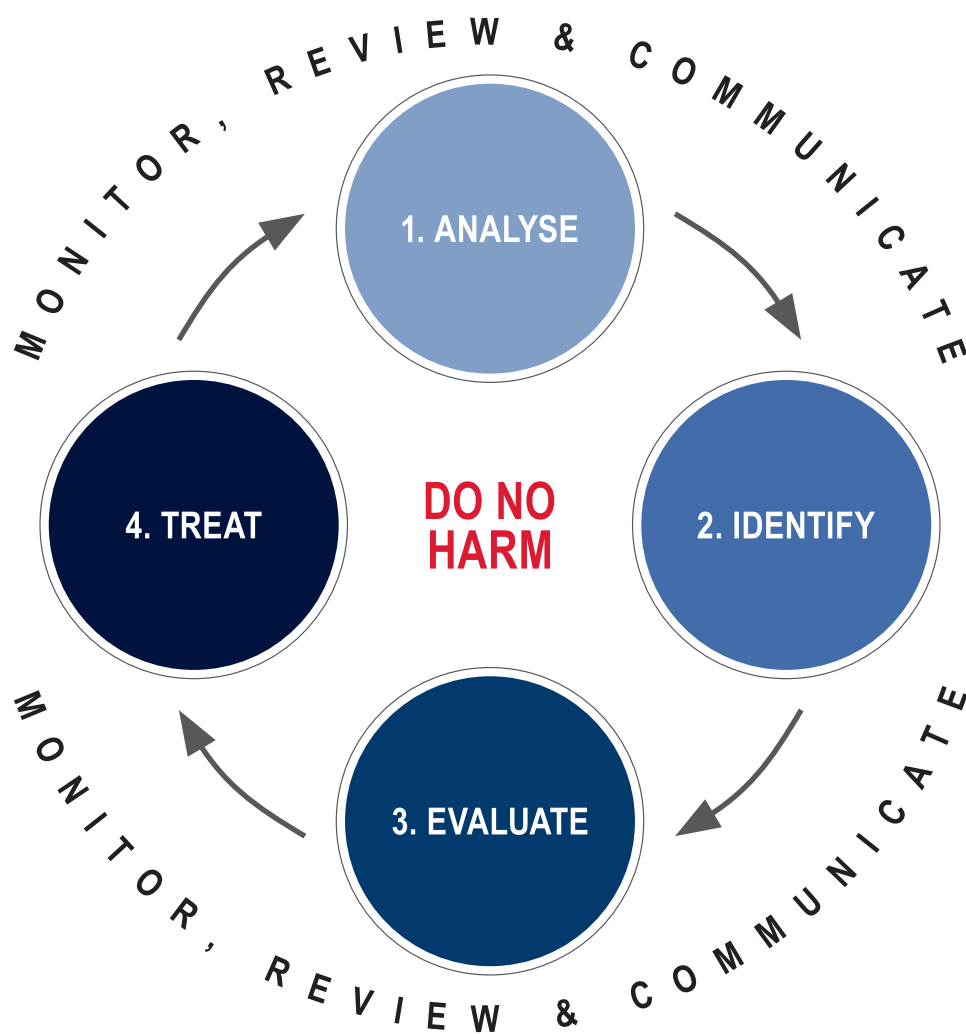 MONITOR, REVIEW & COMMUNICATE
1. ANALYSE
4. TREAT
DO NO
HARM
2. IDENTIFY
3. EVALUATE
MONITOR, REVIEW & COMMUNICATE